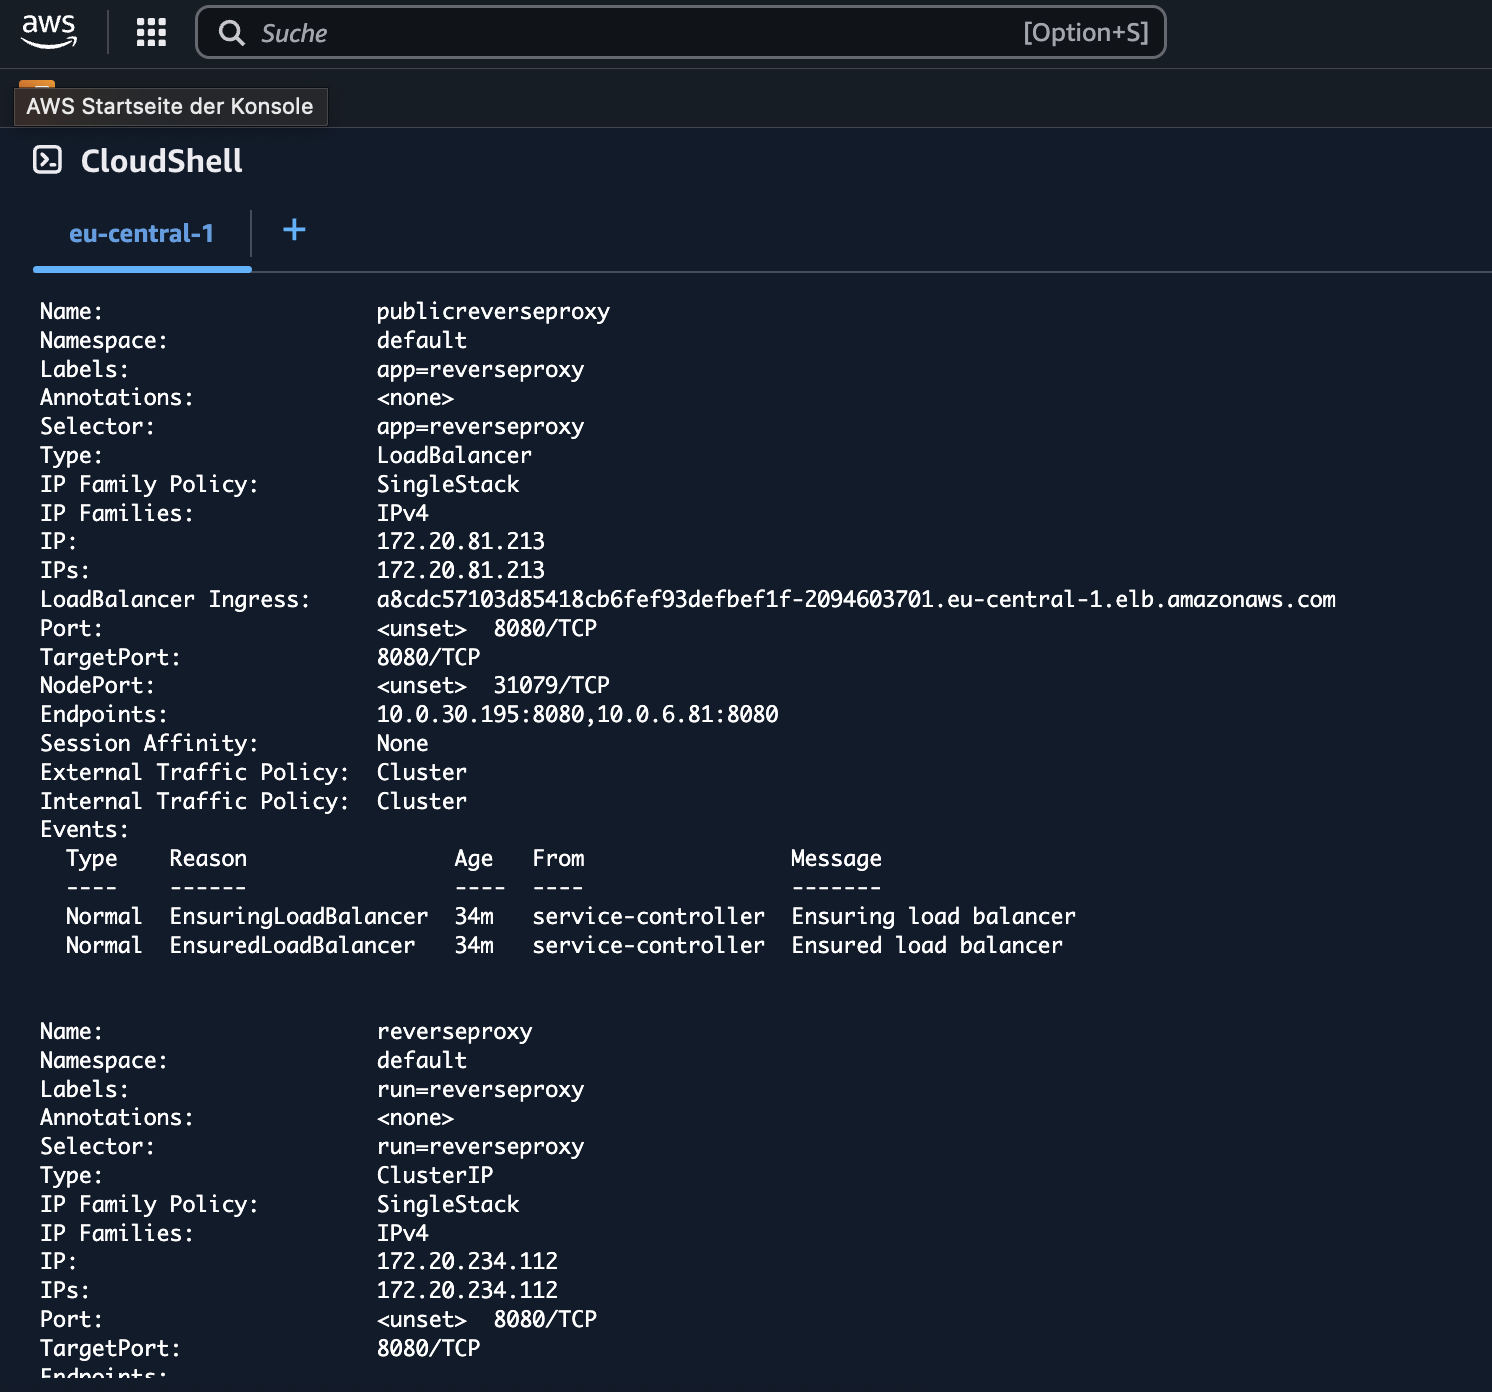 aws
Suche [Option+S]
AWS Startseite der Konsole
CloudShell
eu-central-1 +
Name: publicreverseproxy
Namespace: default
Labels: app=reverseproxy
Annotations: <none>
Selector: app=reverseproxy
Type: LoadBalancer
IP Family Policy: SingleStack
IP Families: IPv4
IP: 172.20.81.213
IPs: 172.20.81.213
LoadBalancer Ingress: a8cdc57103d85418cb6fef93defbef1f-2094603701.eu-central-1.elb.amazonaws.com
Port: <unset> 8080/TCP
TargetPort: 8080/TCP
NodePort: <unset> 31079/TCP
Endpoints: 10.0.30.195:8080,10.0.6.81:8080
Session Affinity: None
External Traffic Policy: Cluster
Internal Traffic Policy: Cluster
Events:
Type Reason Age From Message
---- ------ ---- ---- -------
Normal EnsuringLoadBalancer 34m service-controller Ensuring load balancer
Normal EnsuredLoadBalancer 34m service-controller Ensured load balancer
Name: reverseproxy
Namespace: default
Labels: run=reverseproxy
Annotations: <none>
Selector: run=reverseproxy
Type: ClusterIP
IP Family Policy: SingleStack
IP Families: IPv4
IP: 172.20.234.112
IPs: 172.20.234.112
Port: <unset> 8080/TCP
TargetPort: 8080/TCP
Endpoints: